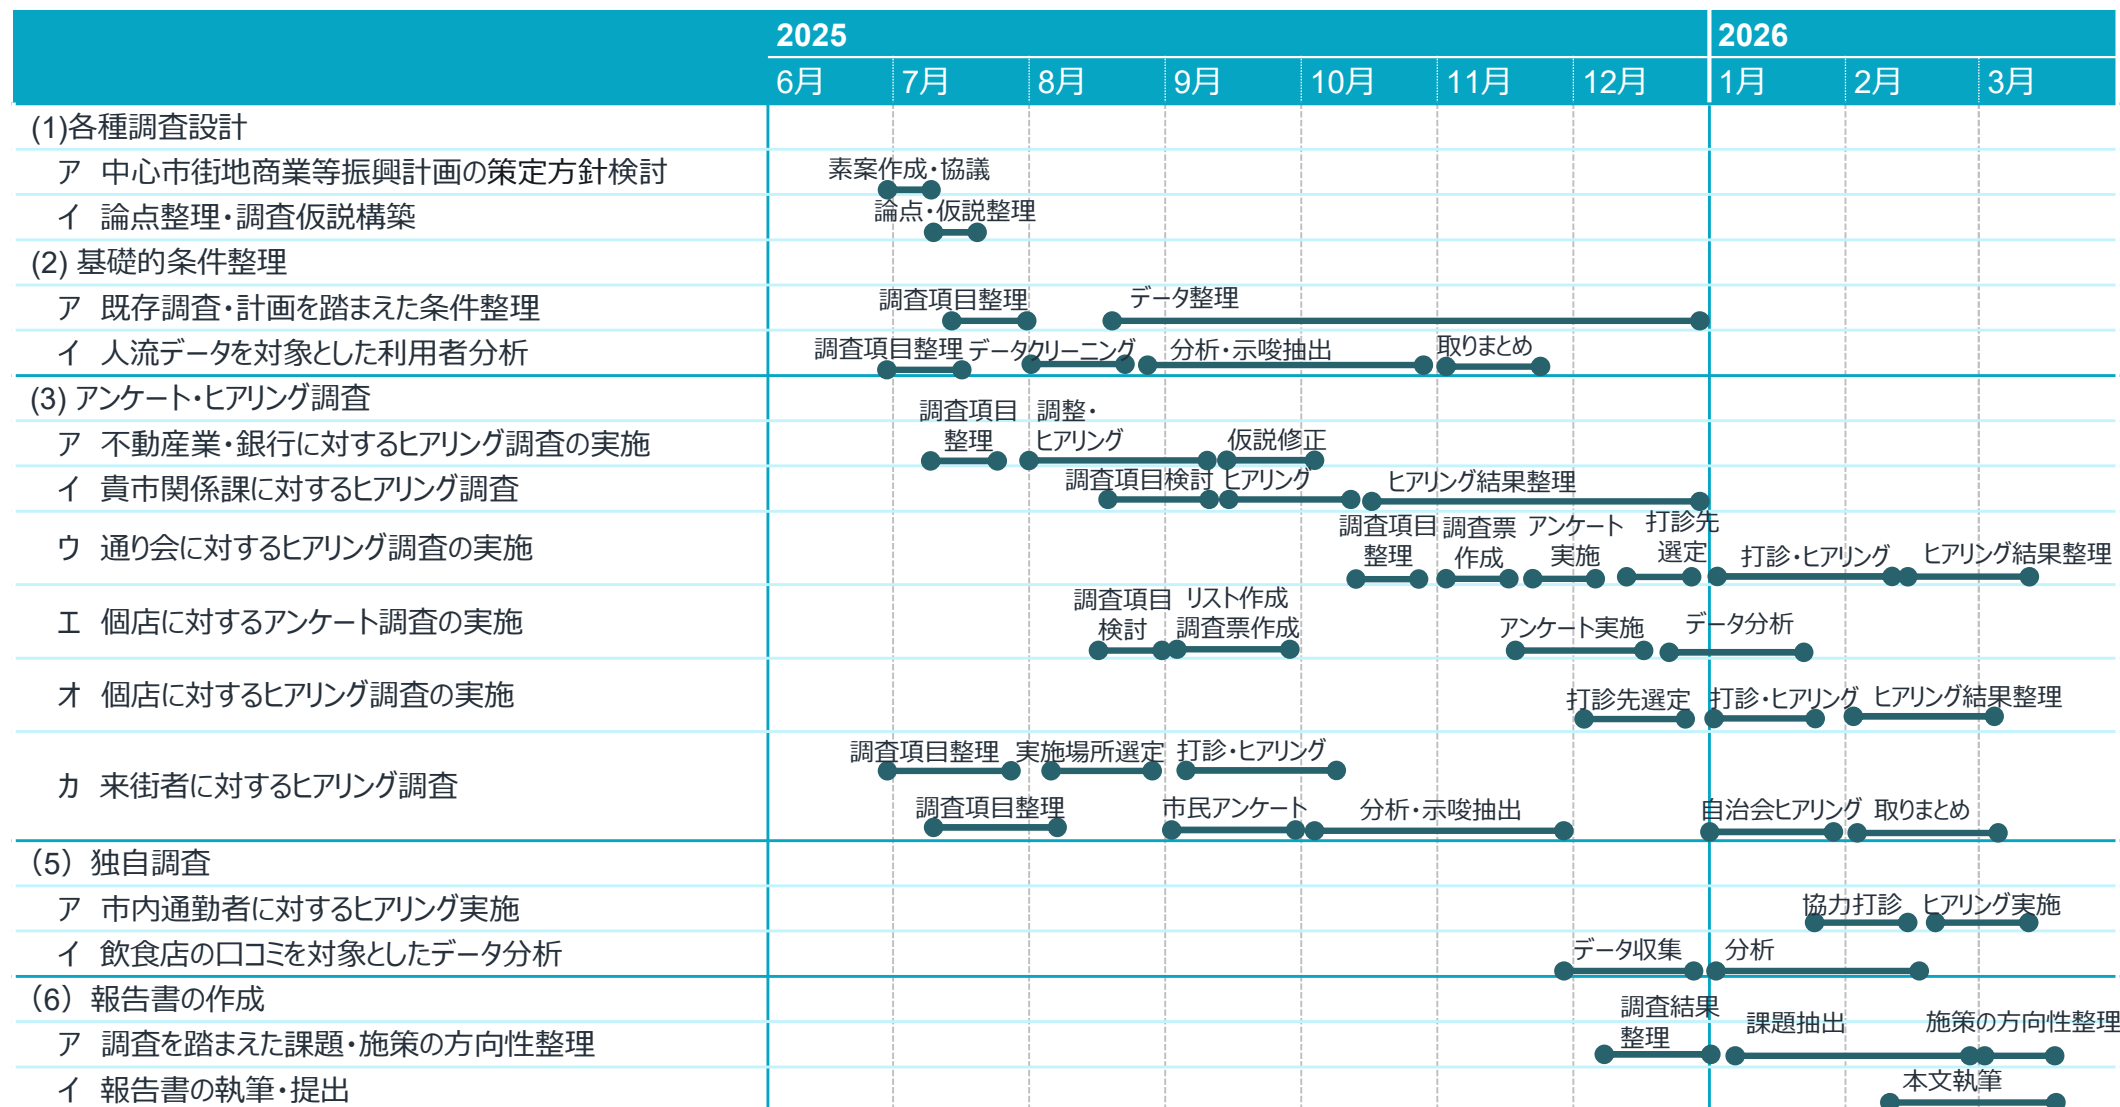 2025
2026
6月
7月
8月
9月
10月
11月
12月
1月
2月
3月
(1)各種調査設計
ア 中心市街地商業等振興計画の策定方針検討
素案作成・協議
イ 論点整理・調査仮説構築
論点・仮説整理
(2) 基礎的条件整理
ア 既存調査・計画を踏まえた条件整理
調査項目整理
データ整理
イ 人流データを対象とした利用者分析
調査項目整理
データクリーニング
分析・示唆抽出
取りまとめ
(3) アンケート・ヒアリング調査
ア 不動産業・銀行に対するヒアリング調査の実施
調査項目
整理
調整・
ヒアリング
仮説修正
イ 貴市関係課に対するヒアリング調査
調査項目検討
ヒアリング
ヒアリング結果整理
ウ 通り会に対するヒアリング調査の実施
調査項目
整理
調査票
作成
アンケート
実施
打診先
選定
打診・ヒアリング
ヒアリング結果整理
エ 個店に対するアンケート調査の実施
調査項目
検討
リスト作成
調査票作成
アンケート実施
データ分析
オ 個店に対するヒアリング調査の実施
打診先選定
打診・ヒアリング
ヒアリング結果整理
カ 来街者に対するヒアリング調査
調査項目整理
実施場所選定
打診・ヒアリング
調査項目整理
市民アンケート
分析・示唆抽出
自治会ヒアリング
取りまとめ
（5）独自調査
ア 市内通勤者に対するヒアリング実施
協力打診
ヒアリング実施
イ 飲食店の口コミを対象としたデータ分析
データ収集
分析
（6）報告書の作成
ア 調査を踏まえた課題・施策の方向性整理
調査結果
整理
課題抽出
施策の方向性整理
イ 報告書の執筆・提出
本文執筆